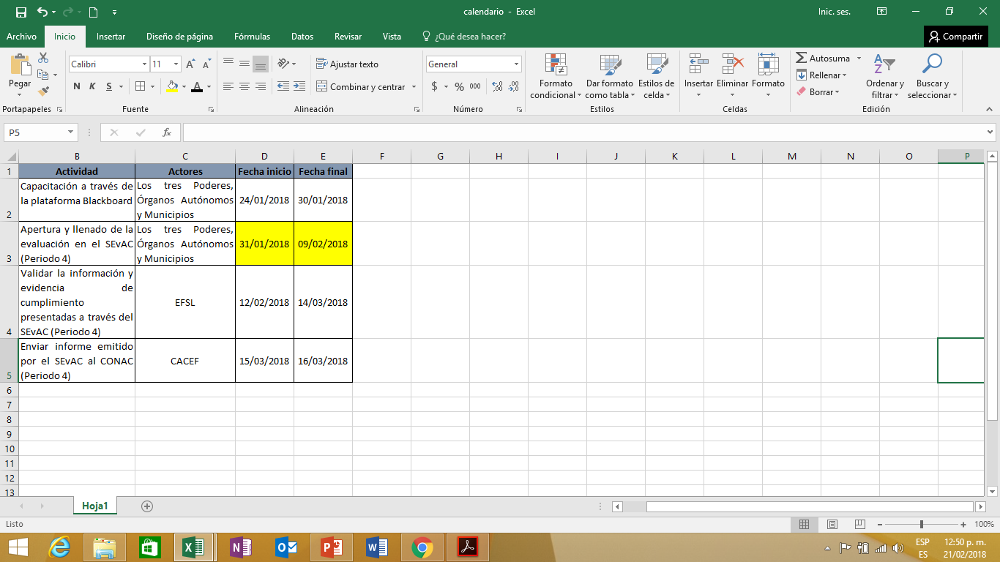 calendario - Excel
Inic. ses.
Archivo Inicio Insertar Diseño de página Fórmulas Datos Revisar Vista ¿Qué desea hacer? Compartir
Pegar
Portapapeles
Calibri 11
N K S
Fuente
Ajustar texto
Combinar y centrar
Alineación
General
$ % 000
Número
Formato condicional
Dar formato como tabla
Estilos de celda
Estilos
Insertar Eliminar Formato
Celdas
Autosuma
Rellenar
Borrar
Ordenar y filtrar
Buscar y seleccionar
Edición
P5 fx
B C D E F G H I J K L M N O P
1 Actividad Actores Fecha inicio Fecha final
2
Capacitación a través de
la plataforma Blackboard
Los tres Poderes,
Órganos Autónomos
y Municipios
24/01/2018 30/01/2018
3
Apertura y llenado de la
evaluación en el SEvAC
(Periodo 4)
Los tres Poderes,
Órganos Autónomos
y Municipios
31/01/2018 09/02/2018
4
Validar la información y
evidencia de
cumplimiento
presentadas a través del
SEvAC (Periodo 4)
EFSL
12/02/2018 14/03/2018
5
Enviar informe emitido
por el SEvAC al CONAC
(Periodo 4)
CACEF
15/03/2018 16/03/2018
6
7
8
9
10
11
12
13
Hoja1
Listo
100%
ESP
ES
12:50 p. m.
21/02/2018